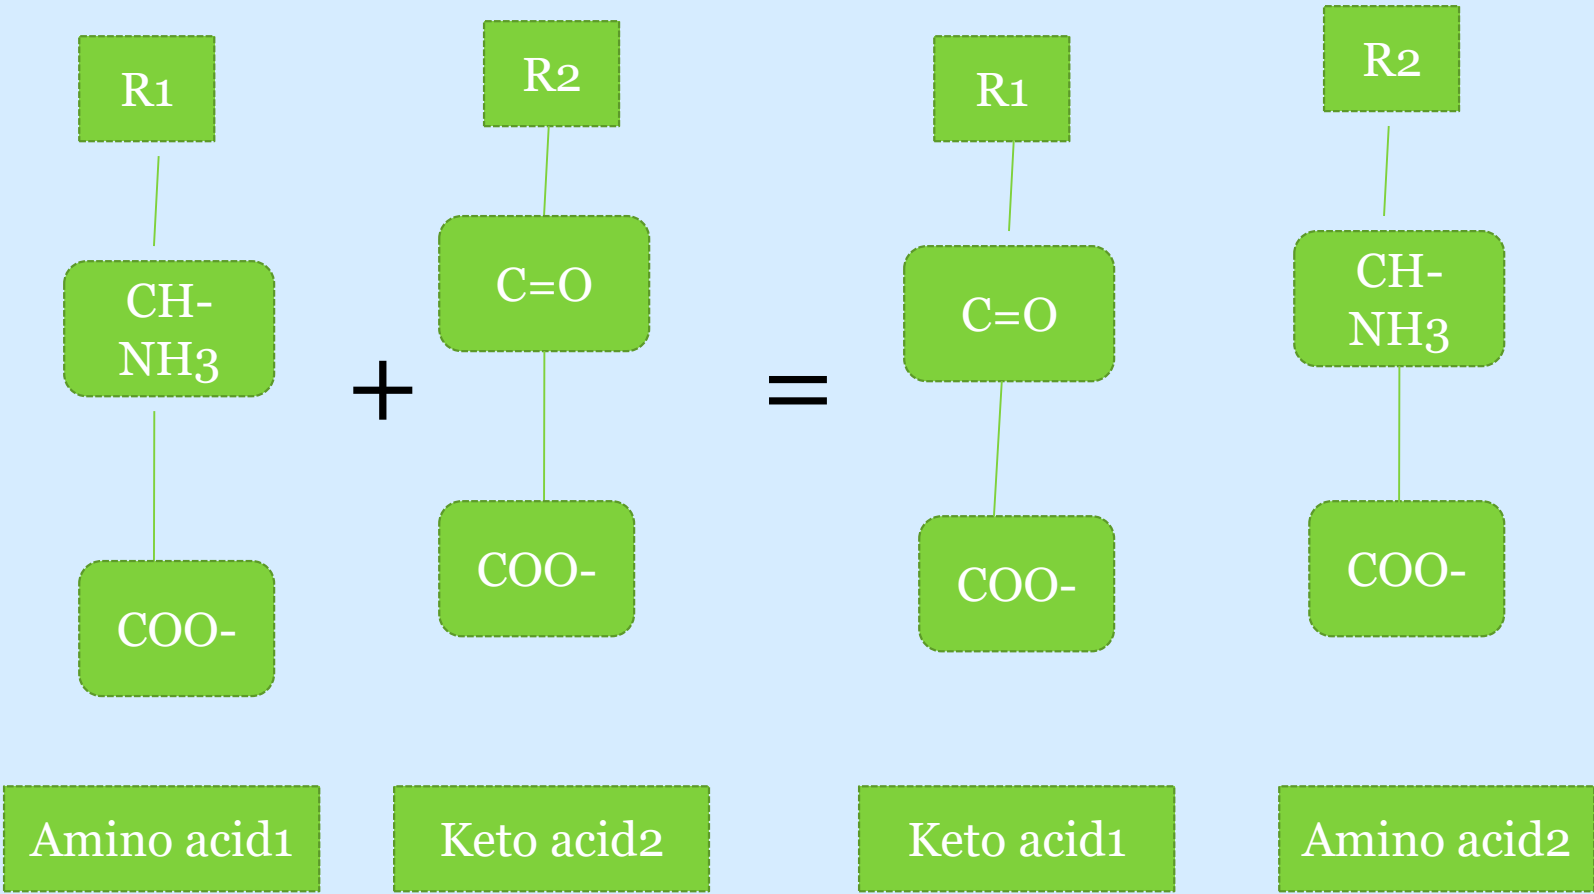 R1
R2
R1
R2
CH-
NH3
C=O
C=O
CH-
NH3
+
=
COO-
COO-
COO-
COO-
Amino acid1
Keto acid2
Keto acid1
Amino acid2